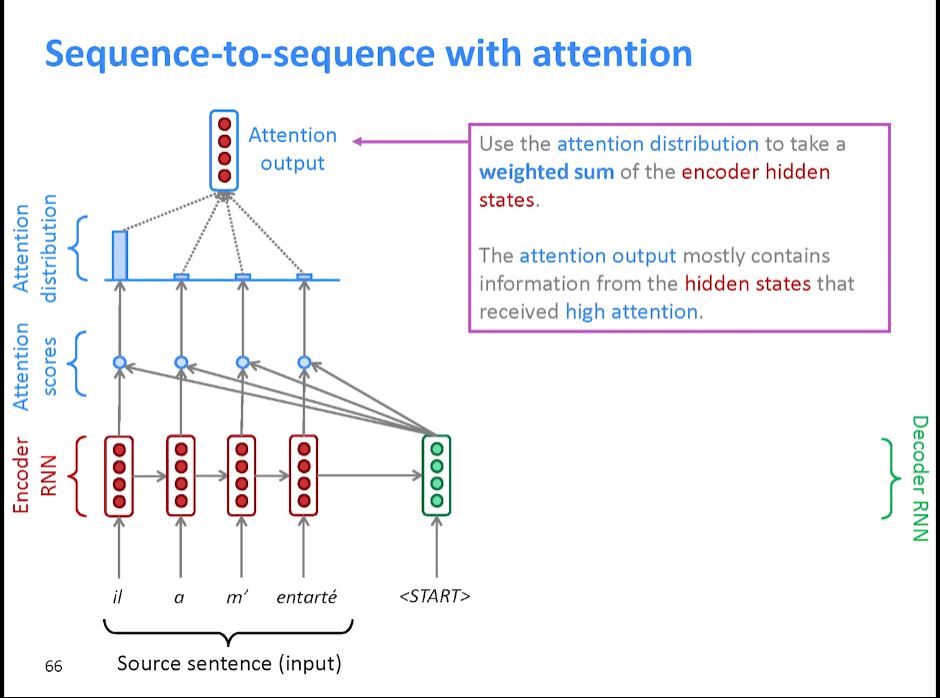 Sequence-to-sequence with attention
Attention
output
Use the attention distribution to take a
weighted sum of the encoder hidden
states.
The attention output mostly contains
information from the hidden states that
received high attention.
Attention
distribution
Attention
scores
Encoder
RNN
Decoder RNN
il a m’ entarté <START>
Source sentence (input)
66